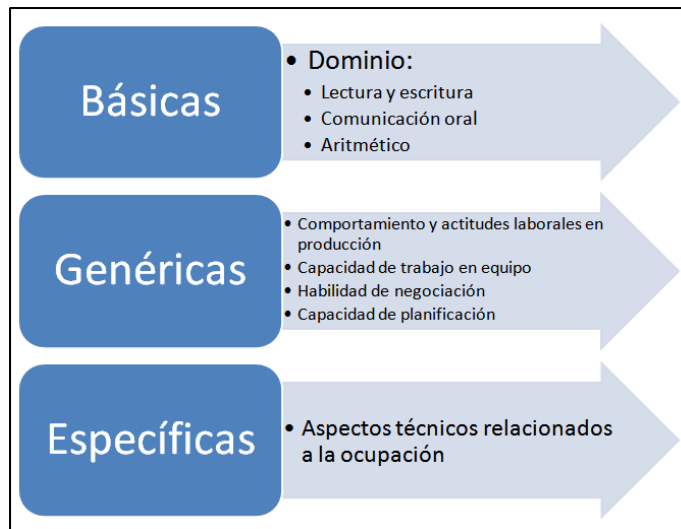 Básicas
• Dominio:
• Lectura y escritura
• Comunicación oral
• Aritmético
Genéricas
• Comportamiento y actitudes laborales en
producción
• Capacidad de trabajo en equipo
• Habilidad de negociación
• Capacidad de planificación
Específicas
• Aspectos técnicos relacionados
a la ocupación